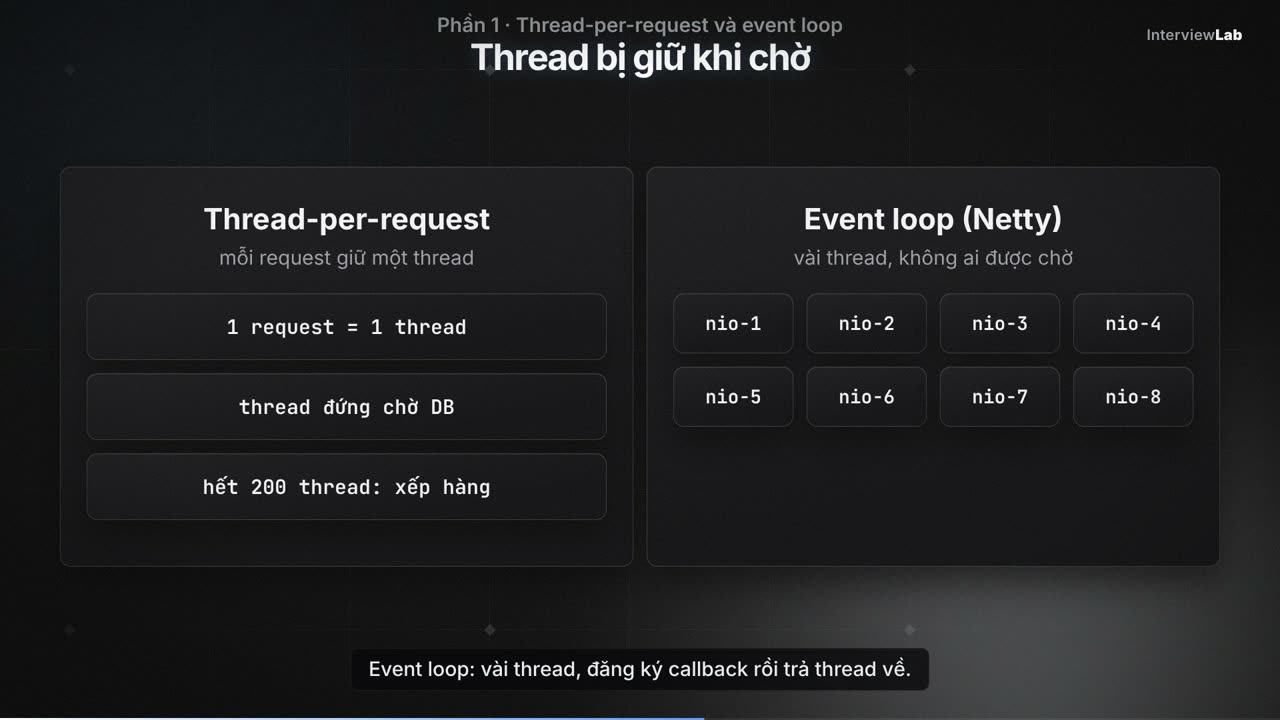 Phần 1 · Thread-per-request và event loop
InterviewLab
Thread bị giữ khi chờ
Thread-per-request
mỗi request giữ một thread
1 request = 1 thread
thread đứng chờ DB
hết 200 thread: xếp hàng
Event loop (Netty)
vài thread, không ai được chờ
nio-1 nio-2 nio-3 nio-4
nio-5 nio-6 nio-7 nio-8
Event loop: vài thread, đăng ký callback rồi trả thread về.